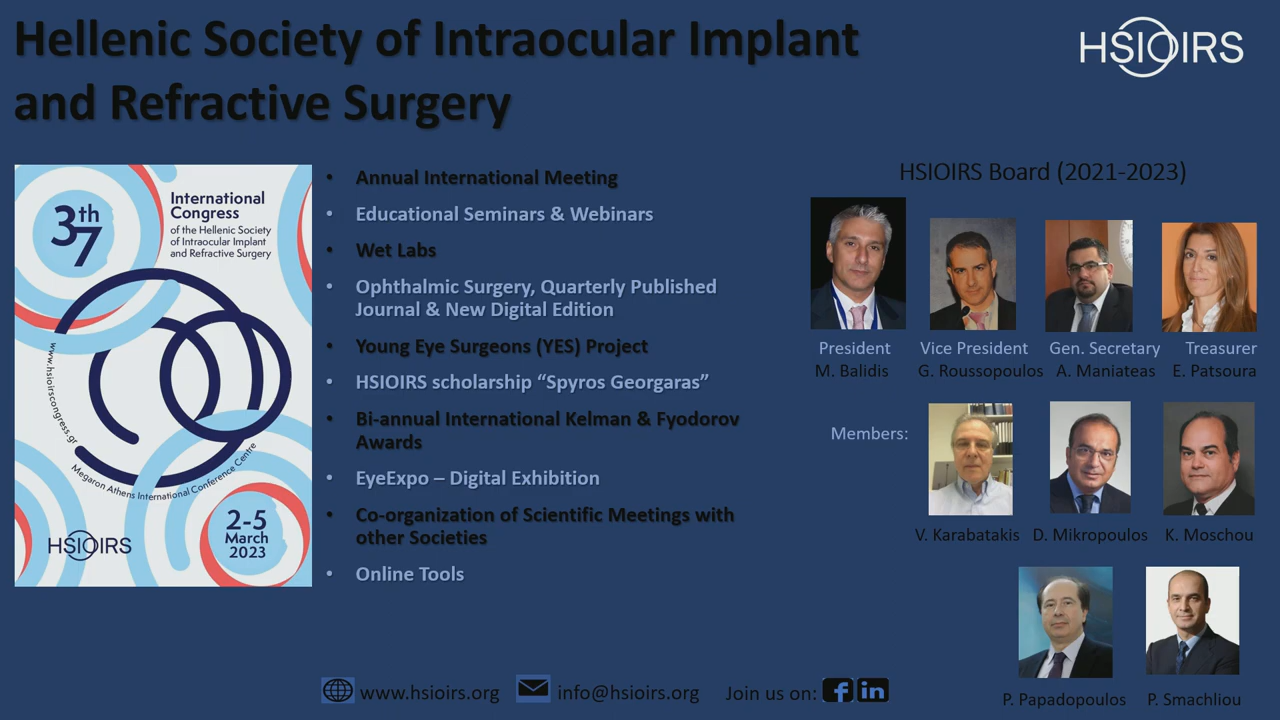 Hellenic Society of Intraocular Implant
and Refractive Surgery
HSIOIRS
3th
7
International
Congress
of the Hellenic Society
of Intraocular Implant
and Refractive Surgery
www.hsioirscongress.gr
Megaron Athens International Conference Centre
HSIOIRS
2-5
March
2023
• Annual International Meeting
• Educational Seminars & Webinars
• Wet Labs
• Ophthalmic Surgery, Quarterly Published
Journal & New Digital Edition
• Young Eye Surgeons (YES) Project
• HSIOIRS scholarship “Spyros Georgaras”
• Bi-annual International Kelman & Fyodorov
Awards
• EyeExpo – Digital Exhibition
• Co-organization of Scientific Meetings with
other Societies
• Online Tools
HSIOIRS Board (2021-2023)
President Vice President Gen. Secretary Treasurer
M. Balidis G. Roussopoulos A. Maniateas E. Patsoura
Members:
V. Karabatakis D. Mikropoulos K. Moschou
P. Papadopoulos P. Smachliou
www.hsioirs.org info@hsioirs.org Join us on: f in